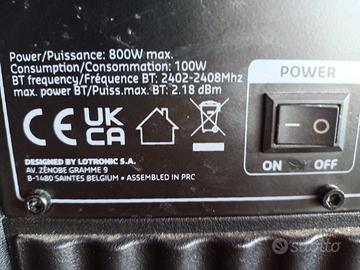 Power/Puissance: 800W max.
Consumption/Consommation: 100W
BT frequency/Fréquence BT: 2402-2408Mhz
max. power BT/Puiss.max. BT: 2.18 dBm
POWER
CE UK
CA
ON OFF
DESIGNED BY LOTRONIC S.A.
AV. ZÉNOBE GRAMME 9
B-1480 SAINTES BELGIUM • ASSEMBLED IN PRC
subito